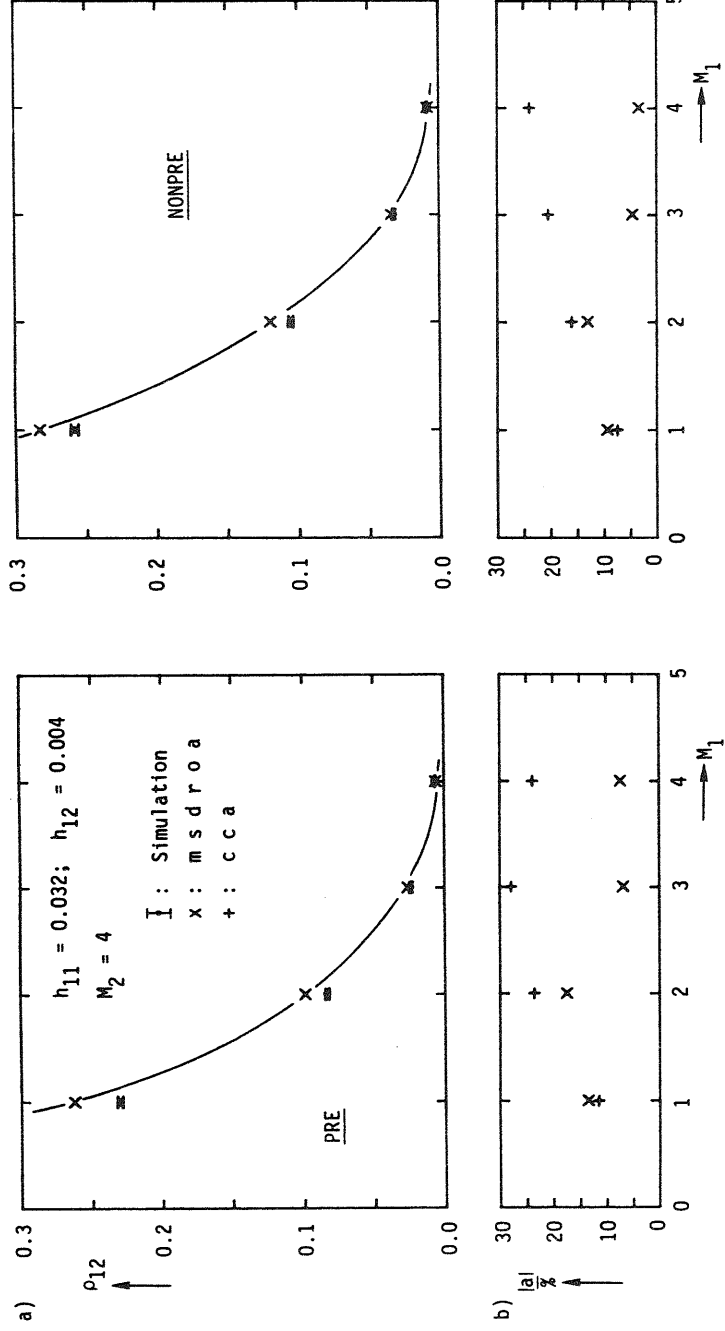 a)
ρ12
0.3
0.2
0.1
0.0
h11 = 0.032; h12 = 0.004
M2 = 4
I : Simulation
x : m s d r o a
+ : c c a
PRE
0.3
0.2
0.1
0.0
NONPRE
b)
|a|
%
30
20
10
0
0
1
2
3
4
5
M1
30
20
10
0
0
1
2
3
4
5
M1